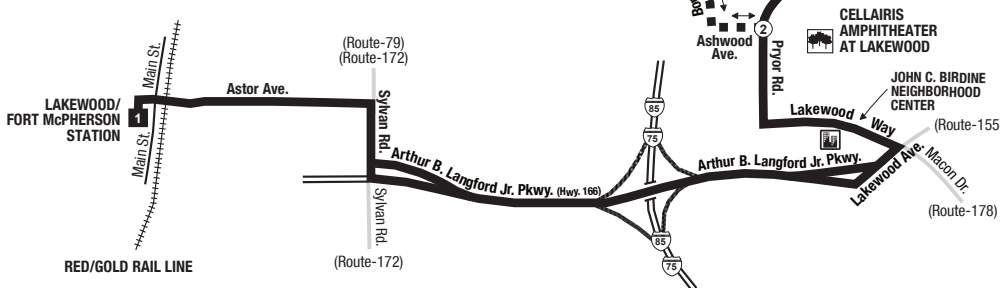 Main St.
LAKEWOOD/
FORT MCPHERSON
STATION
1
Main St.
RED/GOLD RAIL LINE
Astor Ave.
(Route-79)
(Route-172)
Sylvan Rd.
Sylvan Rd.
(Route-172)
Arthur B. Langford Jr. Pkwy. (Hwy. 166)
85
75
85
75
Arthur B. Langford Jr. Pkwy.
Ashwood
Ave.
2
Pryor Rd.
CELLAIRIS
AMPHITHEATER
AT LAKEWOOD
JOHN C. BIRDINE
NEIGHBORHOOD
CENTER
Lakewood Way
Lakewood Ave.
(Route-155
Macon Dr.
(Route-178)